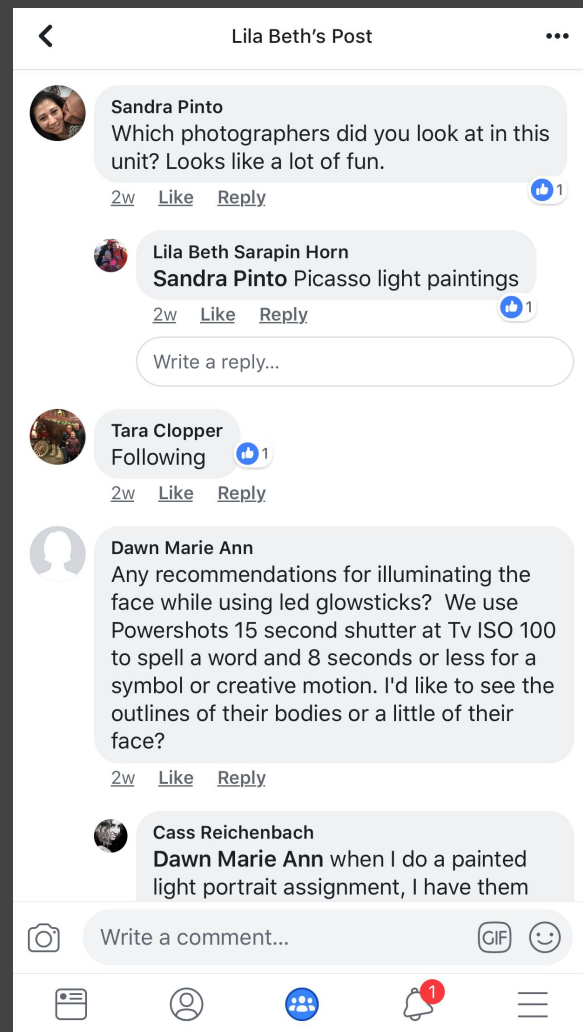 Lila Beth's Post
Sandra Pinto
Which photographers did you look at in this
unit? Looks like a lot of fun.
2w Like Reply
1
Lila Beth Sarapin Horn
Sandra Pinto Picasso light paintings
1
2w Like Reply
Write a reply...
Tara Clopper
Following
1
2w Like Reply
Dawn Marie Ann
Any recommendations for illuminating the
face while using led glowsticks?  We use
Powershots 15 second shutter at Tv ISO 100
to spell a word and 8 seconds or less for a
symbol or creative motion. I'd like to see the
outlines of their bodies or a little of their
face?
2w Like Reply
Cass Reichenbach
Dawn Marie Ann when I do a painted
light portrait assignment, I have them
Write a comment...
GIF
1